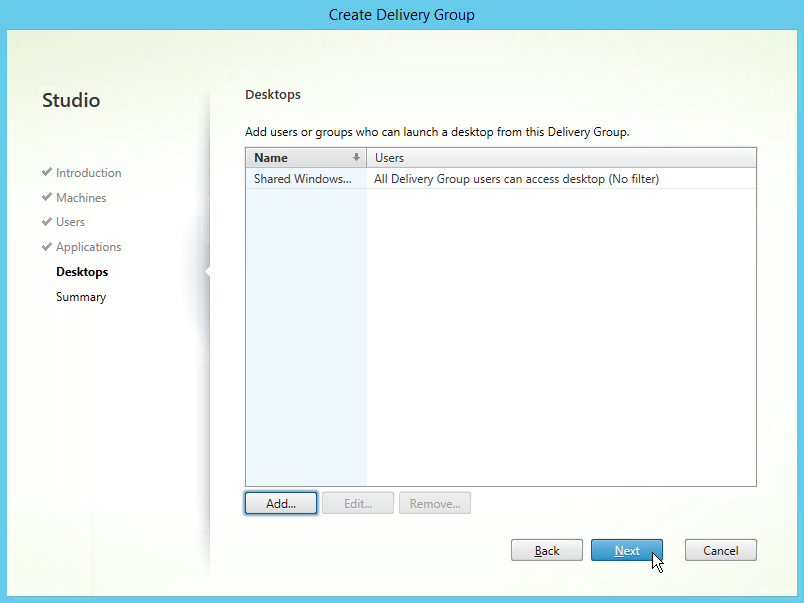 Create Delivery Group
Studio
Introduction
Machines
Users
Applications
Desktops
Summary
Desktops
Add users or groups who can launch a desktop from this Delivery Group.
Name Users
Shared Windows... All Delivery Group users can access desktop (No filter)
Add... Edit... Remove...
Back Next Cancel